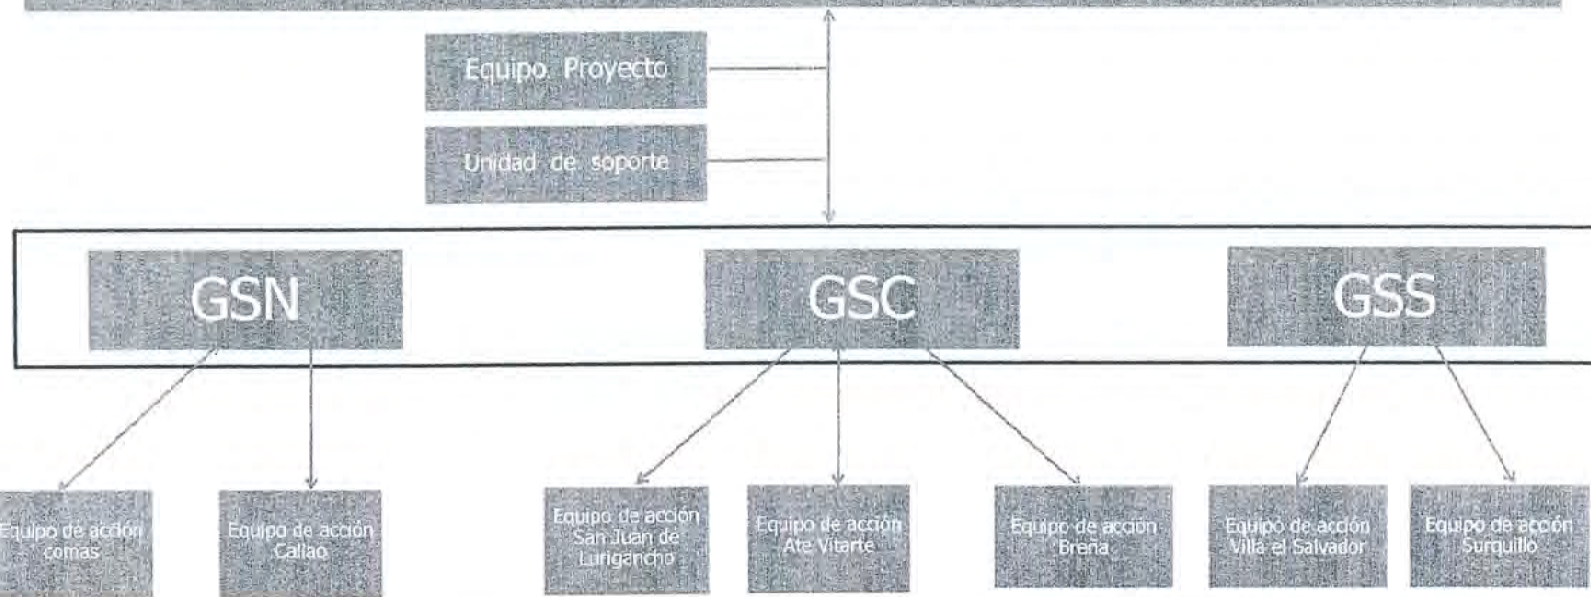 Equipo Proyecto
Unidad de soporte
GSN
GSC
GSS
Equipo de acción
comas
Equipo de acción
Callao
Equipo de acción
San Juan de
Lurigancho
Equipo de acción
Ate Vitarte
Equipo de acción
Breña
Equipo de acción
Villa el Salvador
Equipo de acción
Surquillo